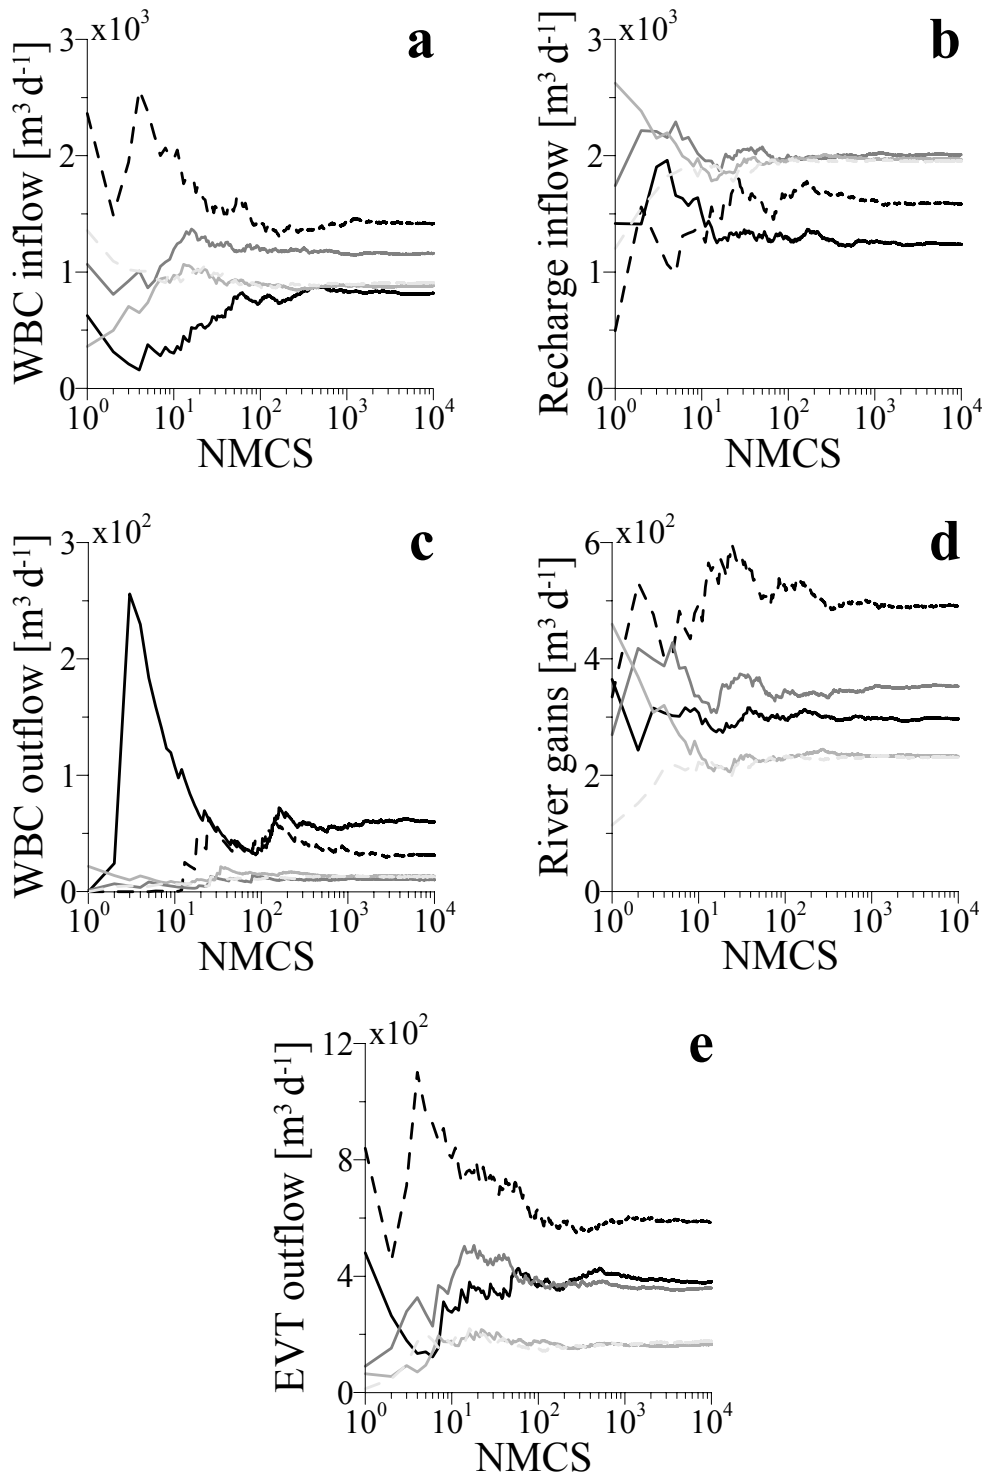 x10³
a
3
2
1
0
WBC inflow [m³ d⁻¹]
10⁰ 10¹ 10² 10³ 10⁴
NMCS
x10³
b
3
2
1
0
Recharge inflow [m³ d⁻¹]
10⁰ 10¹ 10² 10³ 10⁴
NMCS
x10²
c
3
2
1
0
WBC outflow [m³ d⁻¹]
10⁰ 10¹ 10² 10³ 10⁴
NMCS
x10²
d
6
4
2
0
River gains [m³ d⁻¹]
10⁰ 10¹ 10² 10³ 10⁴
NMCS
x10²
e
12
8
4
0
EVT outflow [m³ d⁻¹]
10⁰ 10¹ 10² 10³ 10⁴
NMCS